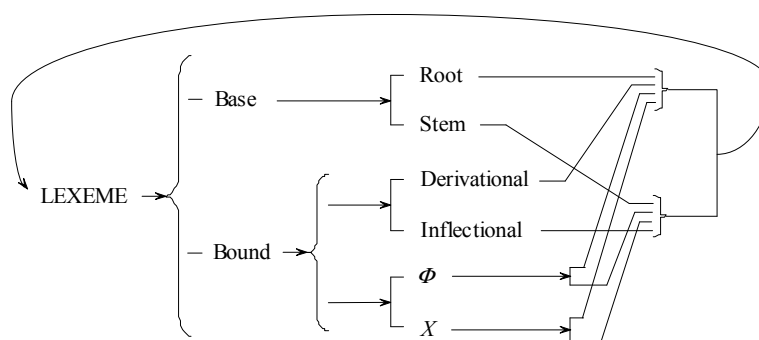 Root
Base
Stem
Derivational
LEXEME
Inflectional
Bound
Φ
X